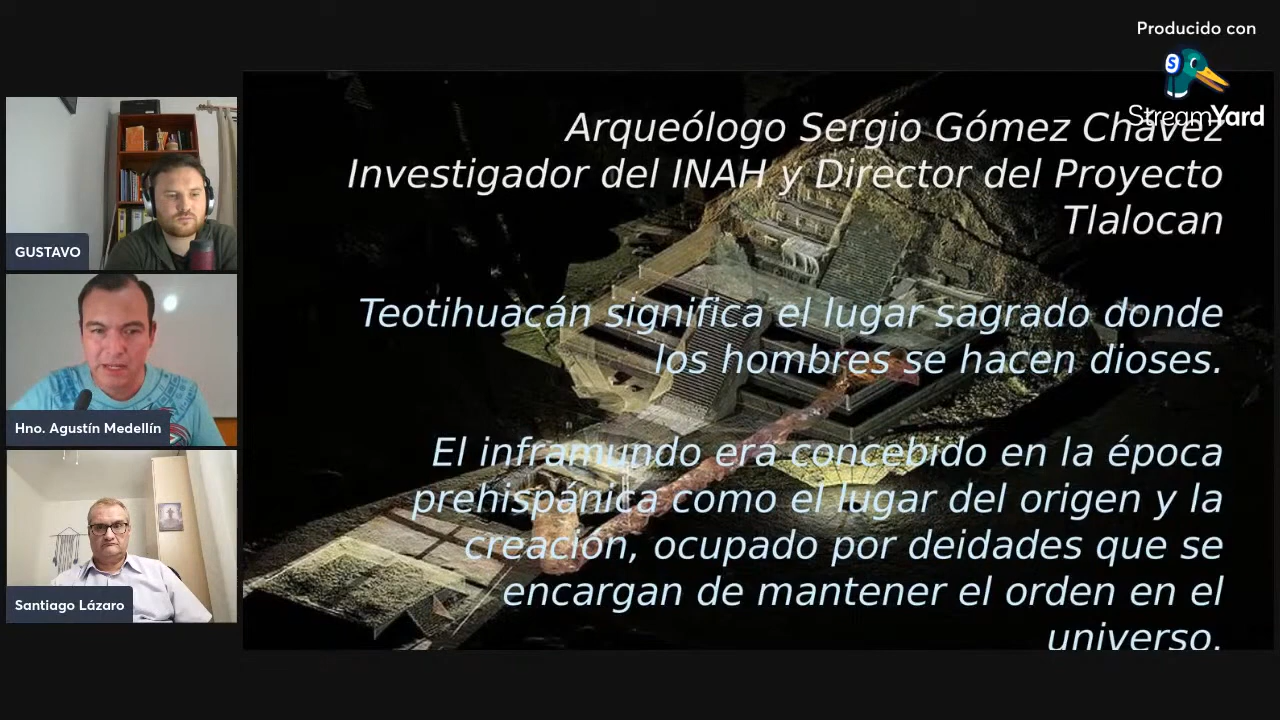 Producido con
S
StreamYard
GUSTAVO
Hno. Agustín Medellín
Santiago Lázaro
Arqueólogo Sergio Gómez Chávez
Investigador del INAH y Director del Proyecto
Tlalocan
Teotihuacán significa el lugar sagrado donde
los hombres se hacen dioses.
El inframundo era concebido en la época
prehispánica como el lugar del origen y la
creación, ocupado por deidades que se
encargan de mantener el orden en el
universo.